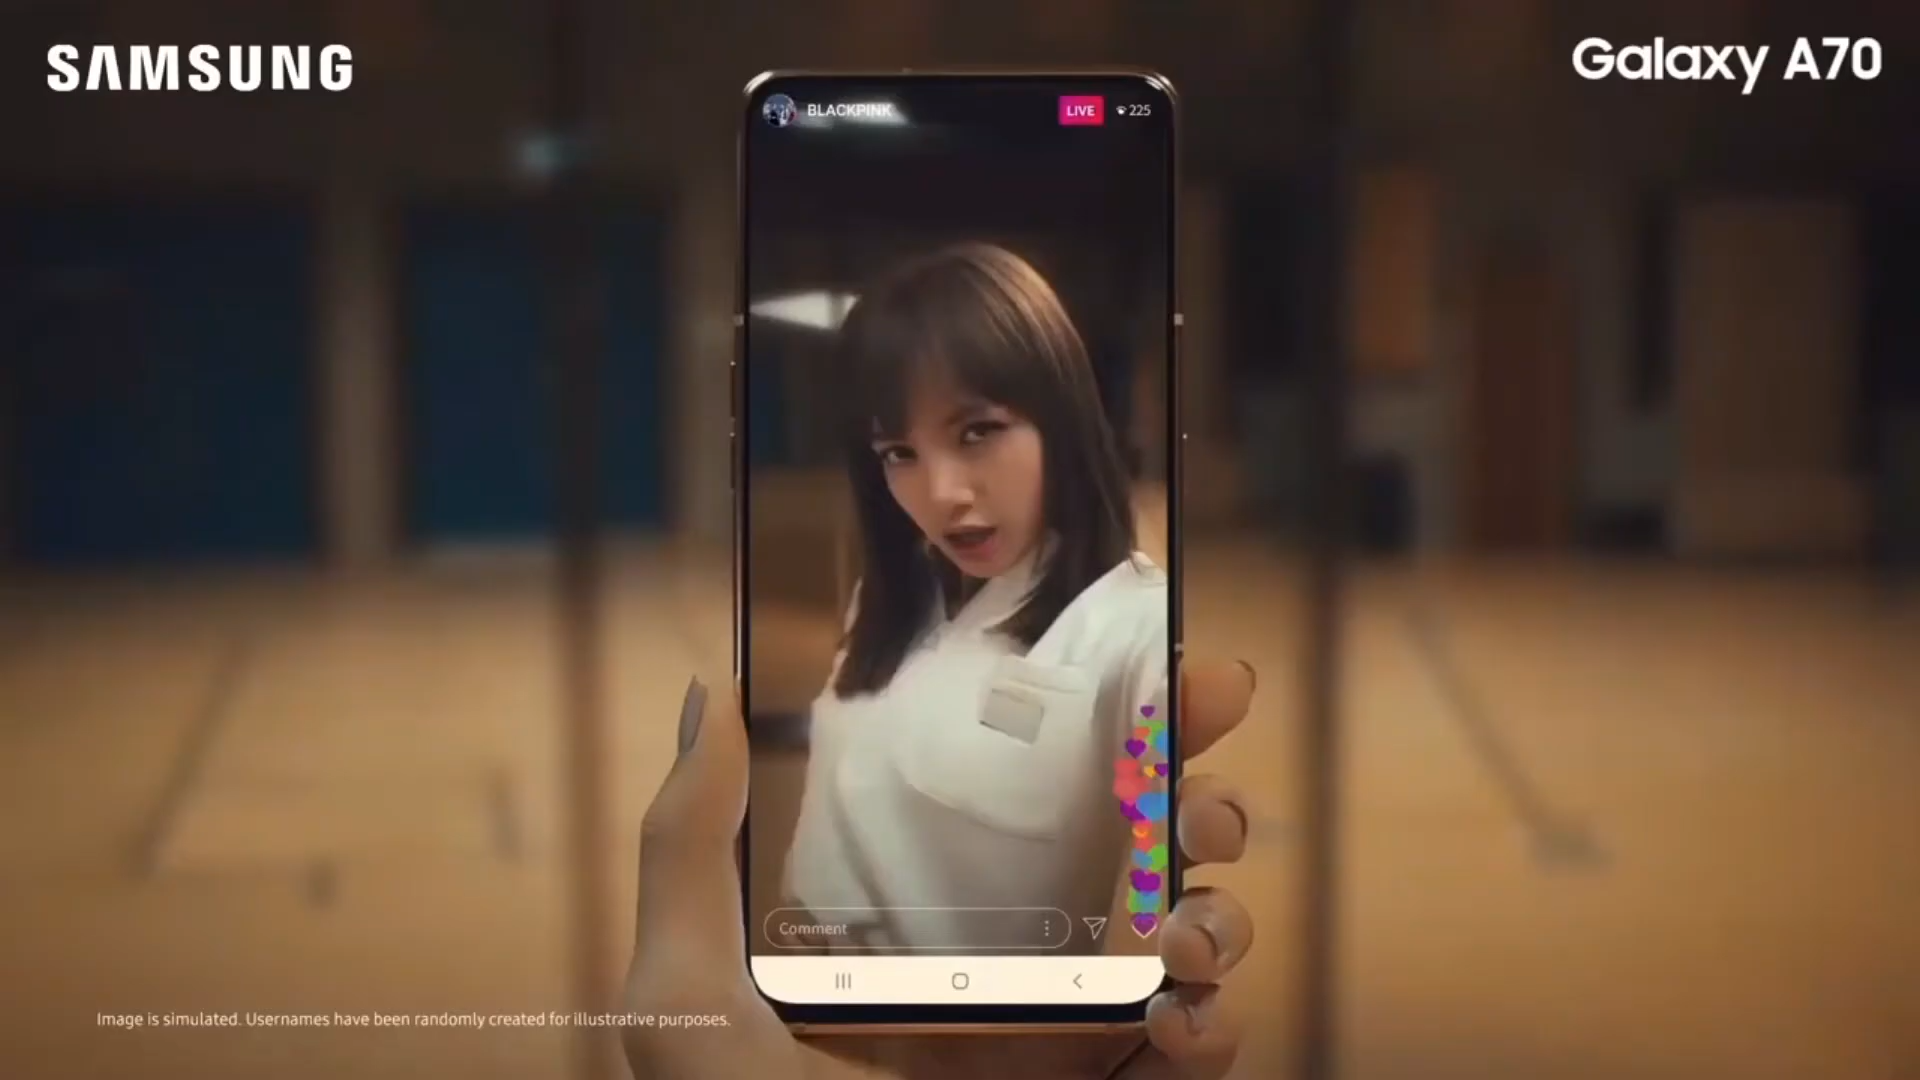 SAMSUNG
Galaxy A70
BLACKPINK
LIVE 225
Comment
Image is simulated. Usernames have been randomly created for illustrative purposes.